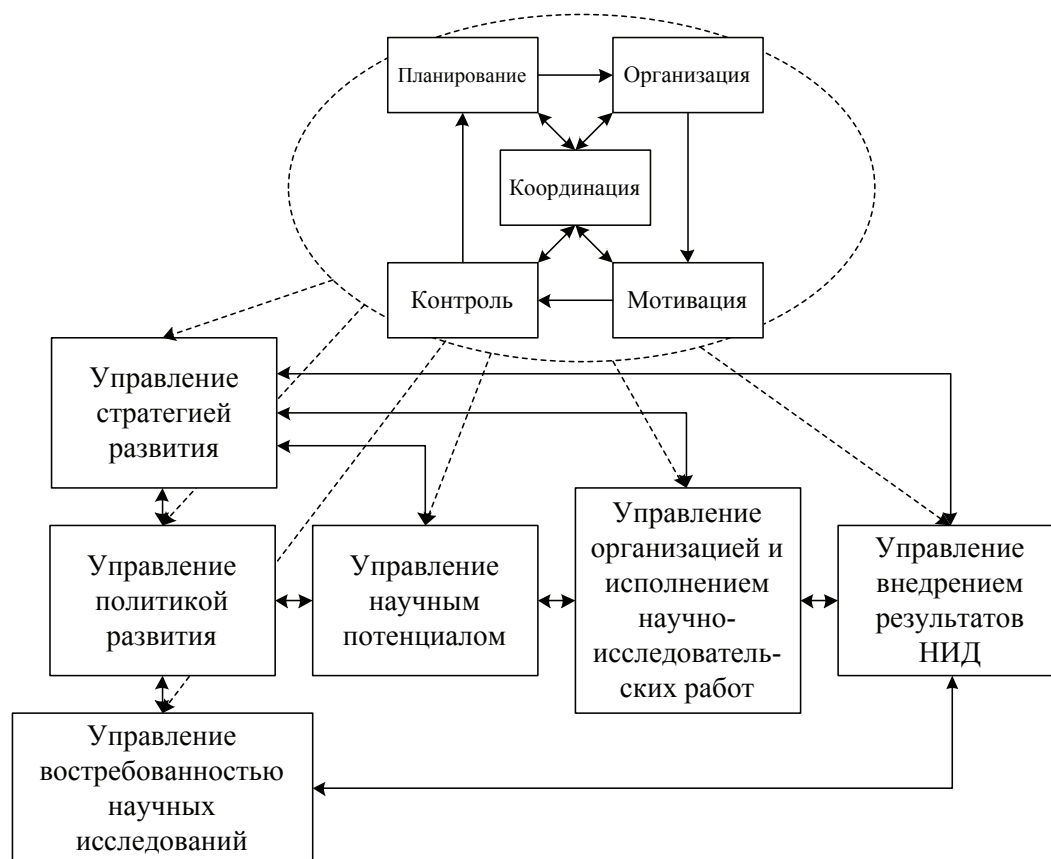 Планирование
Организация
Координация
Контроль
Мотивация
Управление
стратегией
развития
Управление
политикой
развития
Управление
научным
потенциалом
Управление
организацией и
исполнением
научно-
исследователь-
ских работ
Управление
внедрением
результатов
НИД
Управление
востребованностью
научных
исследований